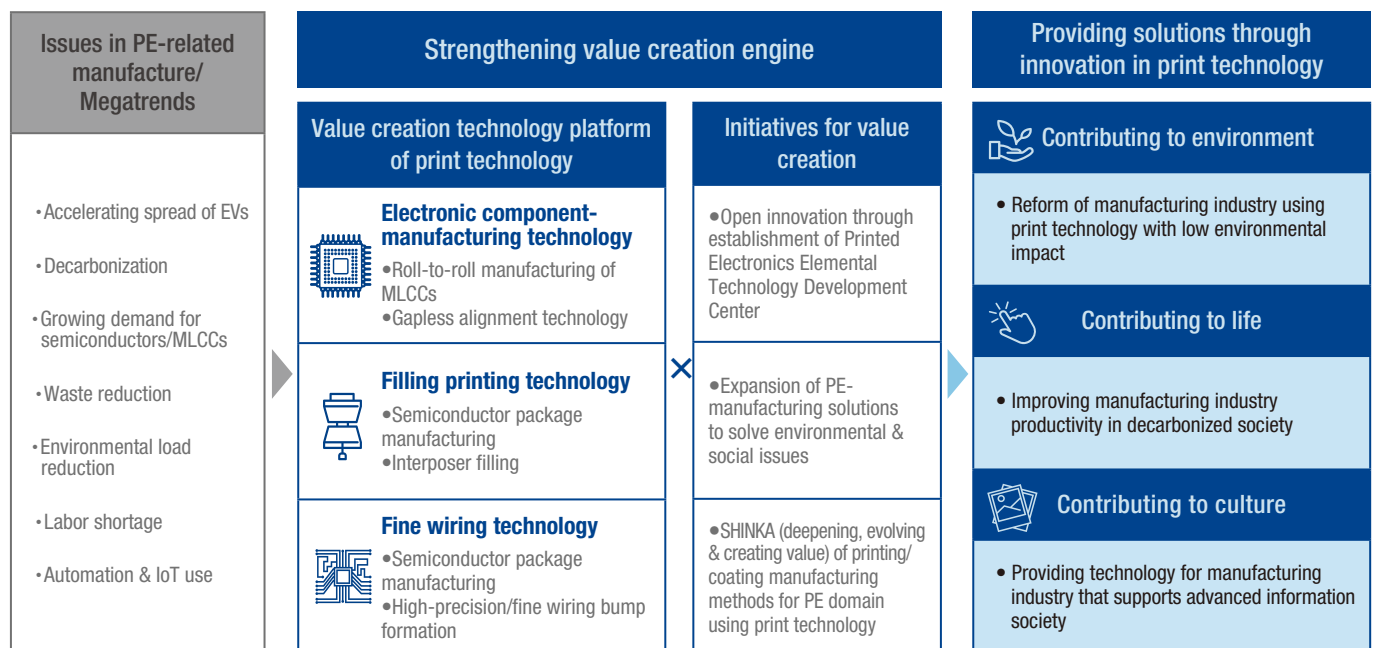 Issues in PE-related
manufacture/
Megatrends
•Accelerating spread of EVs
•Decarbonization
•Growing demand for
semiconductors/MLCCs
•Waste reduction
•Environmental load
reduction
•Labor shortage
•Automation & IoT use
Strengthening value creation engine
Value creation technology platform
of print technology
Electronic component-
manufacturing technology
●Roll-to-roll manufacturing of
MLCCs
●Gapless alignment technology
Filling printing technology
●Semiconductor package
manufacturing
●Interposer filling
Fine wiring technology
●Semiconductor package
manufacturing
●High-precision/fine wiring bump
formation
×
Initiatives for value
creation
●Open innovation through
establishment of Printed
Electronics Elemental
Technology Development
Center
●Expansion of PE-
manufacturing solutions
to solve environmental &
social issues
●SHINKA (deepening, evolving
& creating value) of printing/
coating manufacturing
methods for PE domain
using print technology
Providing solutions through
innovation in print technology
Contributing to environment
• Reform of manufacturing industry using
print technology with low environmental
impact
Contributing to life
• Improving manufacturing industry
productivity in decarbonized society
Contributing to culture
• Providing technology for manufacturing
industry that supports advanced information
society